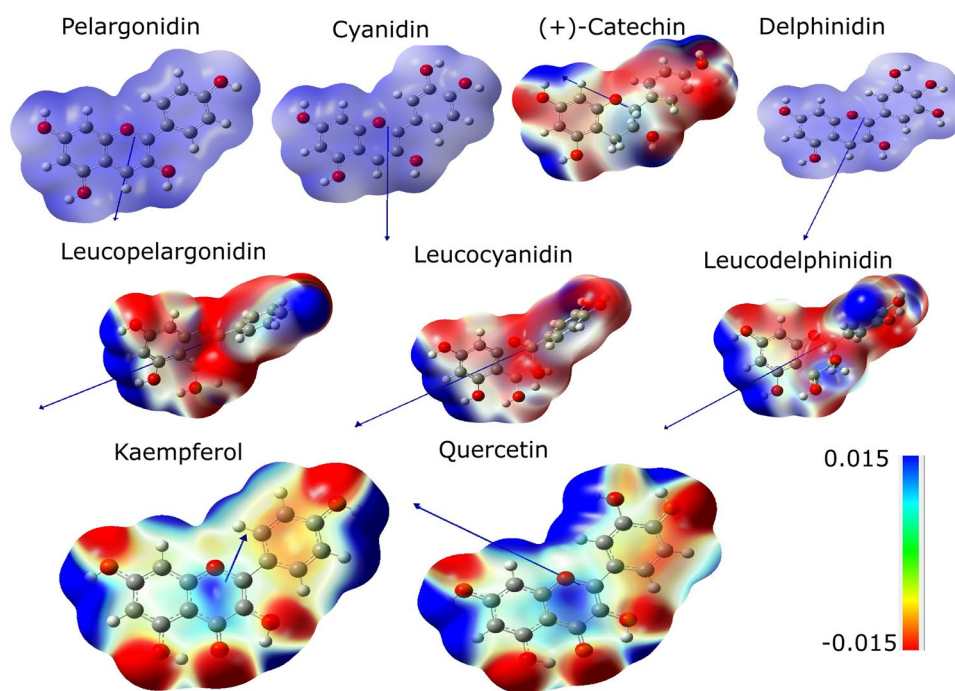 Pelargonidin
Cyanidin
(+)-Catechin
Delphinidin
Leucopelargonidin
Leucocyanidin
Leucodelphinidin
Kaempferol
Quercetin
0.015
-0.015